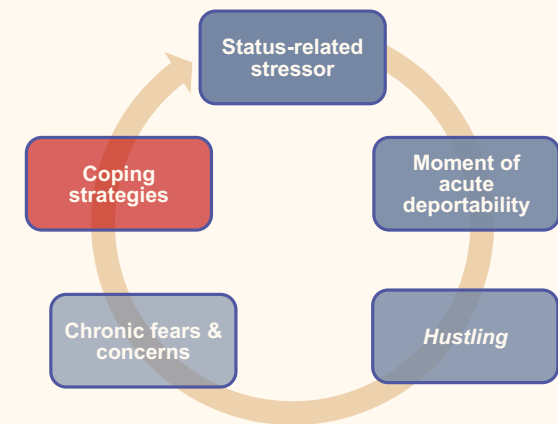 Status-related
stressor
Moment of
acute
deportability
Hustling
Chronic fears &
concerns
Coping
strategies